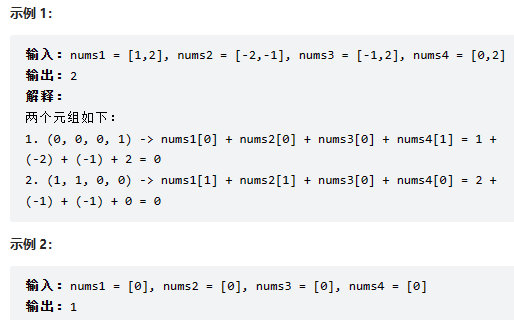 示例 1：
输入：nums1 = [1,2], nums2 = [-2,-1], nums3 = [-1,2], nums4 = [0,2]
输出：2
解释：
两个元组如下：
1. (0, 0, 0, 1) -> nums1[0] + nums2[0] + nums3[0] + nums4[1] = 1 +
(-2) + (-1) + 2 = 0
2. (1, 1, 0, 0) -> nums1[1] + nums2[1] + nums3[0] + nums4[0] = 2 +
(-1) + (-1) + 0 = 0
示例 2：
输入：nums1 = [0], nums2 = [0], nums3 = [0], nums4 = [0]
输出：1